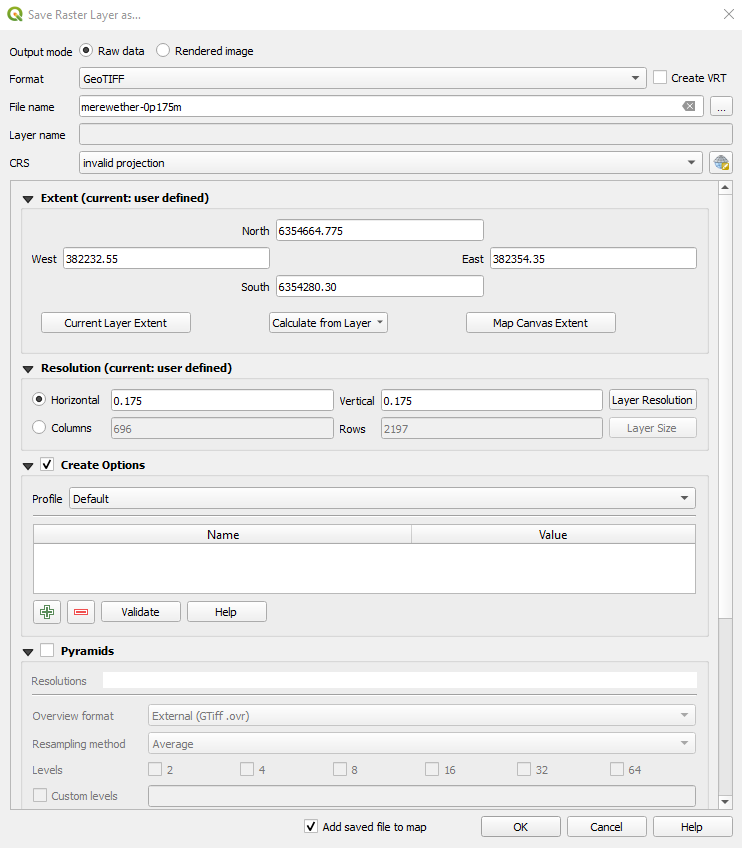 Save Raster Layer as...
Output mode Raw data Rendered image
Format GeoTIFF Create VRT
File name merewether-0p175m ...
Layer name
CRS invalid projection
Extent (current: user defined)
North 6354664.775
West 382232.55 East 382354.35
South 6354280.30
Current Layer Extent Calculate from Layer Map Canvas Extent
Resolution (current: user defined)
Horizontal 0.175 Vertical 0.175 Layer Resolution
Columns 696 Rows 2197 Layer Size
Create Options
Profile Default
Name Value
Validate Help
Pyramids
Resolutions
Overview format External (GTiff .ovr)
Resampling method Average
Levels 2 4 8 16 32 64
Custom levels
Add saved file to map OK Cancel Help